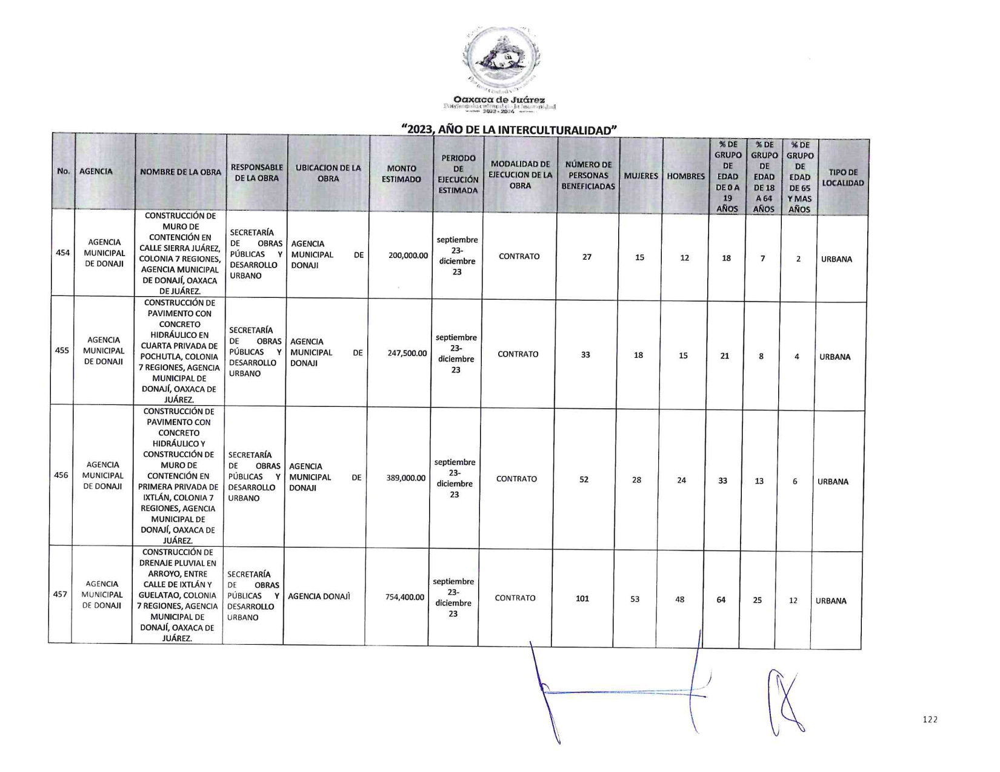 Oaxaca de Juárez
2022 - 2024
“2023, AÑO DE LA INTERCULTURALIDAD”
No.
AGENCIA
NOMBRE DE LA OBRA
RESPONSABLE
DE LA OBRA
UBICACION DE LA
OBRA
MONTO
ESTIMADO
PERIODO
DE
EJECUCIÓN
ESTIMADA
MODALIDAD DE
EJECUCION DE LA
OBRA
NÚMERO DE
PERSONAS
BENEFICIADAS
MUJERES
HOMBRES
% DE
GRUPO
DE
EDAD
DE 0 A
19
AÑOS
% DE
GRUPO
DE
EDAD
DE 18
A 64
AÑOS
% DE
GRUPO
DE
EDAD
DE 65
Y MAS
AÑOS
TIPO DE
LOCALIDAD
454
AGENCIA
MUNICIPAL
DE DONAJI
CONSTRUCCIÓN DE
MURO DE
CONTENCIÓN EN
CALLE SIERRA JUÁREZ,
COLONIA 7 REGIONES,
AGENCIA MUNICIPAL
DE DONAJÍ, OAXACA
DE JUÁREZ.
SECRETARÍA
DE OBRAS
PÚBLICAS Y
DESARROLLO
URBANO
AGENCIA
MUNICIPAL DE
DONAJI
200,000.00
septiembre
23-
diciembre
23
CONTRATO
27
15
12
18
7
2
URBANA
455
AGENCIA
MUNICIPAL
DE DONAJI
CONSTRUCCIÓN DE
PAVIMENTO CON
CONCRETO
HIDRÁULICO EN
CUARTA PRIVADA DE
POCHUTLA, COLONIA
7 REGIONES, AGENCIA
MUNICIPAL DE
DONAJÍ, OAXACA DE
JUÁREZ.
SECRETARÍA
DE OBRAS
PÚBLICAS Y
DESARROLLO
URBANO
AGENCIA
MUNICIPAL DE
DONAJI
247,500.00
septiembre
23-
diciembre
23
CONTRATO
33
18
15
21
8
4
URBANA
456
AGENCIA
MUNICIPAL
DE DONAJI
CONSTRUCCIÓN DE
PAVIMENTO CON
CONCRETO
HIDRÁULICO Y
CONSTRUCCIÓN DE
MURO DE
CONTENCIÓN EN
PRIMERA PRIVADA DE
IXTLÁN, COLONIA 7
REGIONES, AGENCIA
MUNICIPAL DE
DONAJÍ, OAXACA DE
JUÁREZ.
SECRETARÍA
DE OBRAS
PÚBLICAS Y
DESARROLLO
URBANO
AGENCIA
MUNICIPAL DE
DONAJI
389,000.00
septiembre
23-
diciembre
23
CONTRATO
52
28
24
33
13
6
URBANA
457
AGENCIA
MUNICIPAL
DE DONAJI
CONSTRUCCIÓN DE
DRENAJE PLUVIAL EN
ARROYO, ENTRE
CALLE DE IXTLÁN Y
GUELATAO, COLONIA
7 REGIONES, AGENCIA
MUNICIPAL DE
DONAJÍ, OAXACA DE
JUÁREZ.
SECRETARÍA
DE OBRAS
PÚBLICAS Y
DESARROLLO
URBANO
AGENCIA DONAJÌ
754,400.00
septiembre
23-
diciembre
23
CONTRATO
101
53
48
64
25
12
URBANA
122